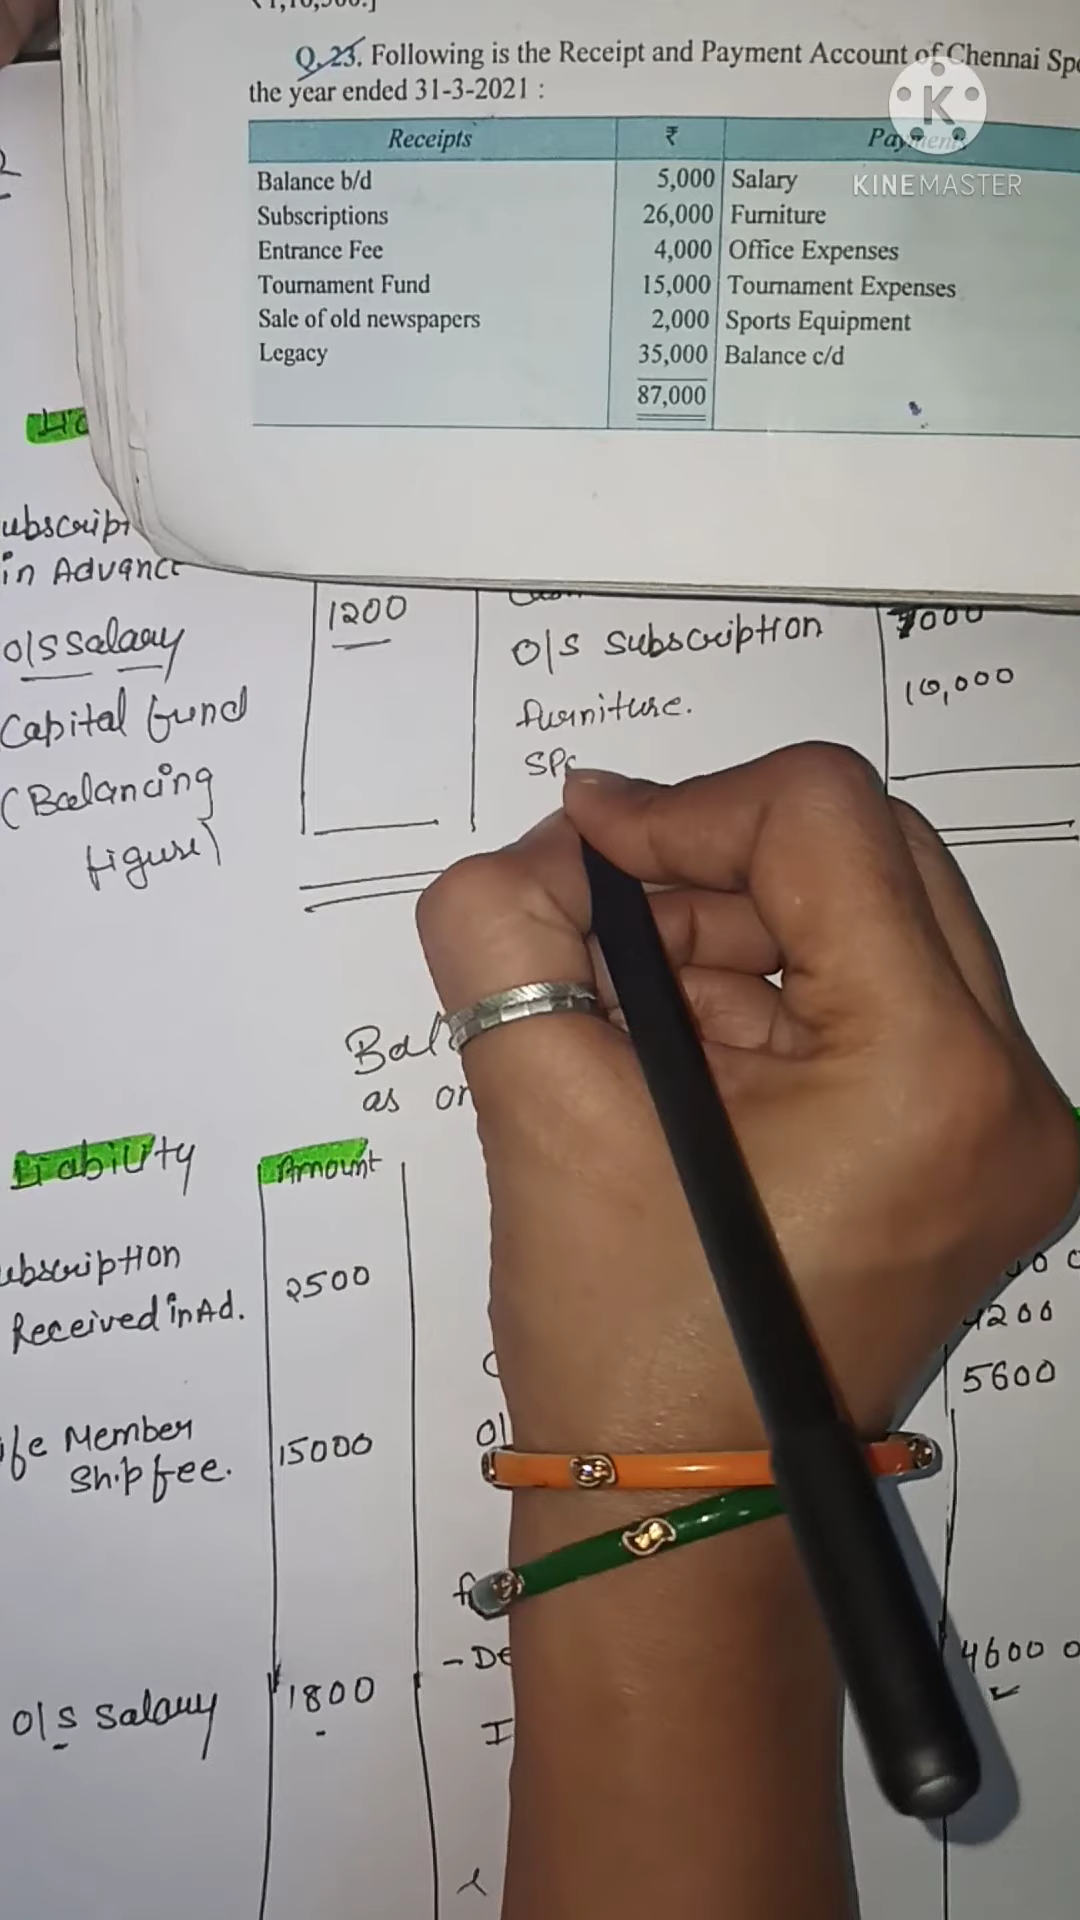 Q.23. Following is the Receipt and Payment Account of Chennai
the year ended 31-3-2021 :
Receipts ₹ Payments
Balance b/d 5,000 Salary
Subscriptions 26,000 Furniture
Entrance Fee 4,000 Office Expenses
Tournament Fund 15,000 Tournament Expenses
Sale of old newspapers 2,000 Sports Equipment
Legacy 35,000 Balance c/d
87,000
K
KINEMASTER
in Advance
1200
O/S Salary
O/S Subscription
7000
Capital fund
furniture.
10,000
(Balancing
figure)
as on
Liability Amount
Received in Ad. 2500
4200
5600
Member
Ship fee. 15000
O/S Salary 1800